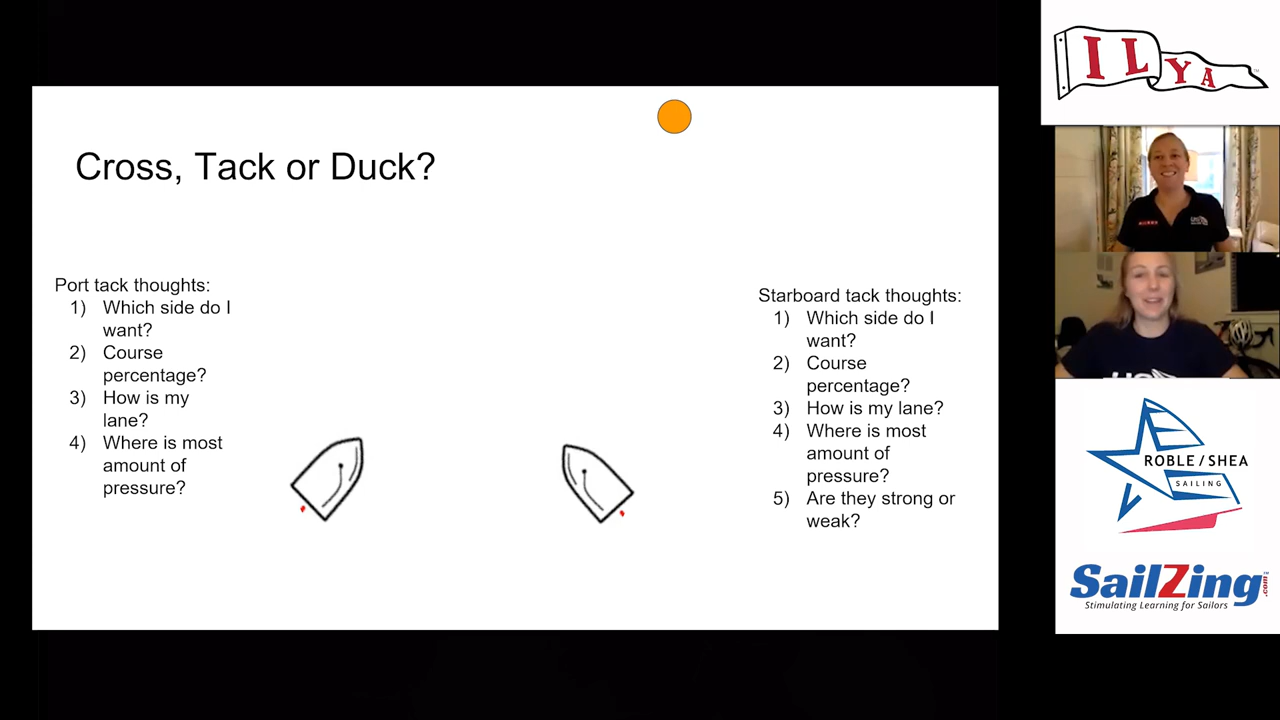 Cross, Tack or Duck?
Port tack thoughts:
1) Which side do I
want?
2) Course
percentage?
3) How is my
lane?
4) Where is most
amount of
pressure?
Starboard tack thoughts:
1) Which side do I
want?
2) Course
percentage?
3) How is my lane?
4) Where is most
amount of
pressure?
5) Are they strong or
weak?
ILYA
ROBLE / SHEA
SAILING
SailZing.com
Stimulating Learning for Sailors